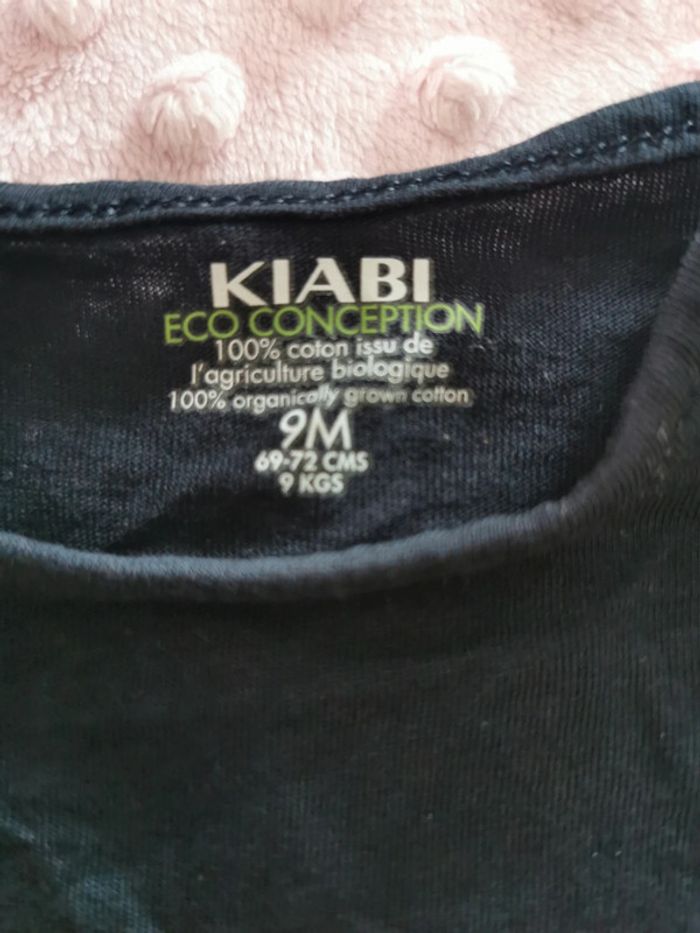 KIABI
ECO CONCEPTION
100% coton issu de
l'agriculture biologique
100% organically grown cotton
9M
69-72 CMS
9 KGS